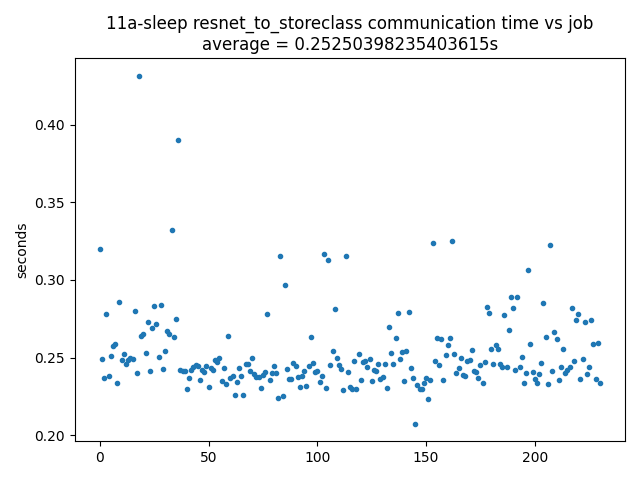 11a-sleep resnet_to_storeclass communication time vs job
average = 0.25250398235403615s
seconds
0.40
0.35
0.30
0.25
0.20
0 50 100 150 200